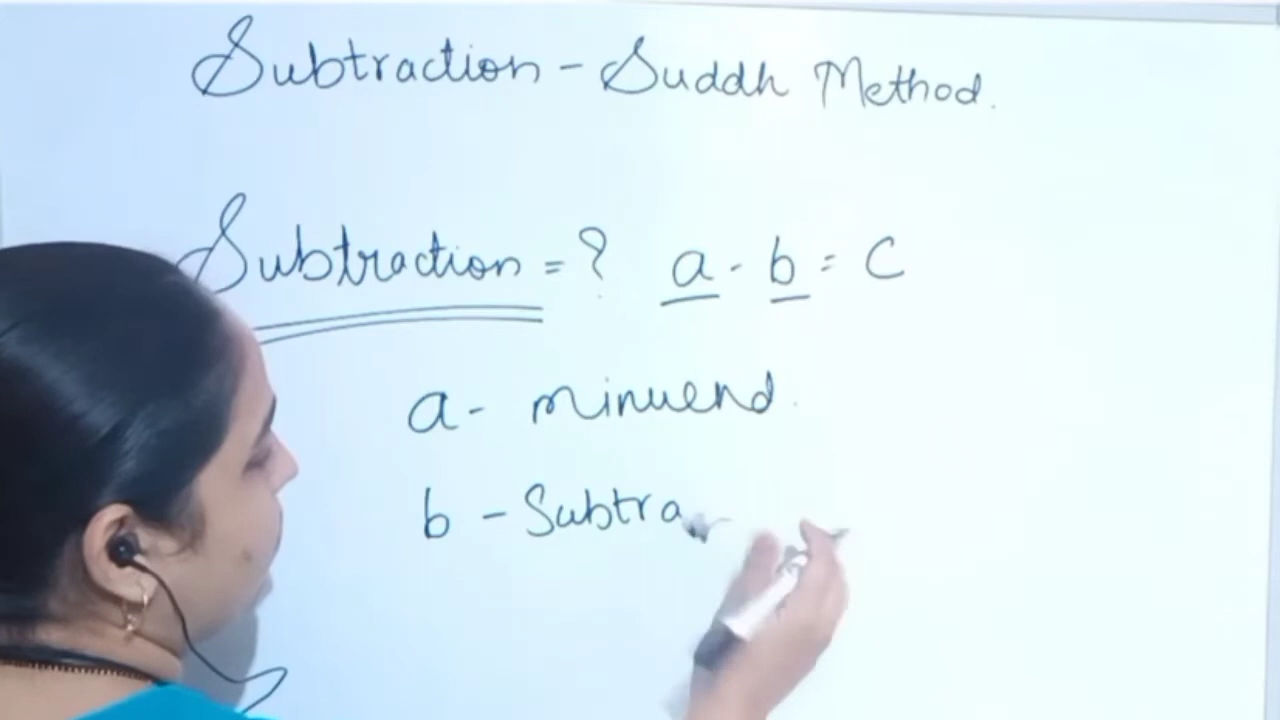 Subtraction - Suddh Method.
Subtraction = ? a - b = c
a - minuend.
b - Subtra